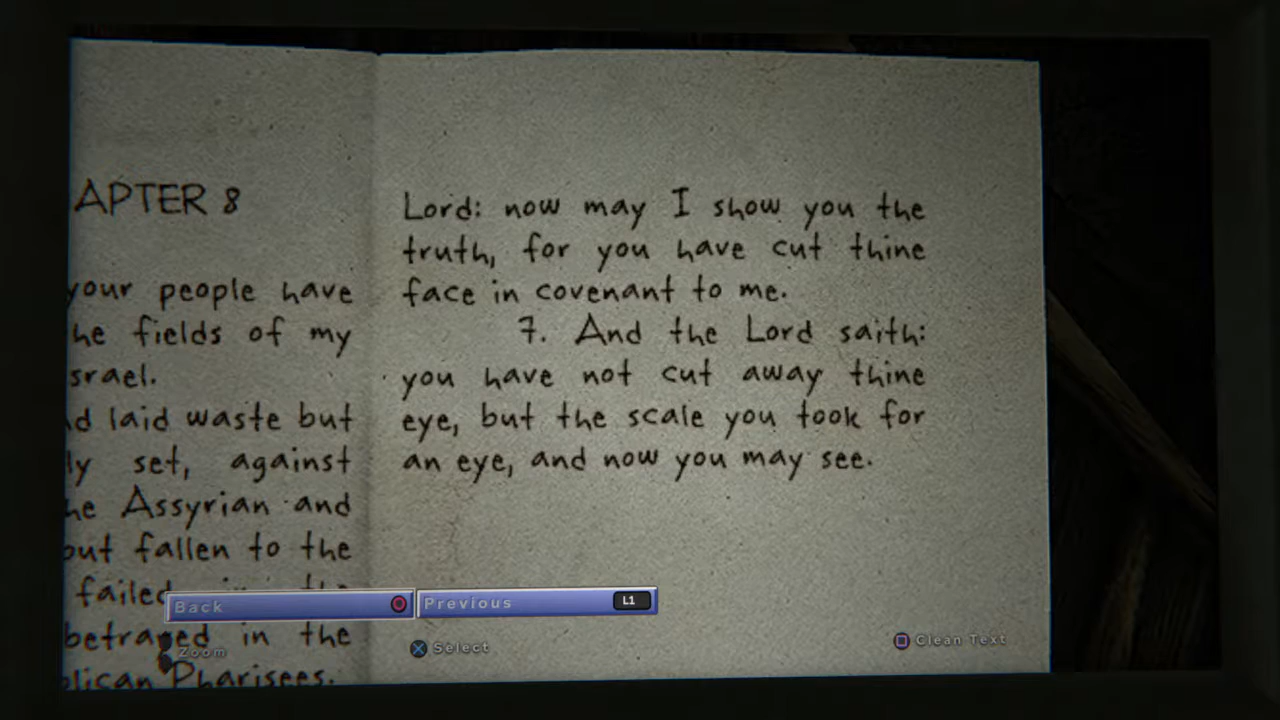 APTER 8
your people have
he fields of my
srael.
d laid waste but
ly set, against
he Assyrian and
out fallen to the
failed in the
betrayed in the
lican Pharisees.
Lord: now may I show you the
truth, for you have cut thine
face in covenant to me.
7. And the Lord saith:
you have not cut away thine
eye, but the scale you took for
an eye, and now you may see.
Back
Previous L1
Zoom
Select
Clean Text